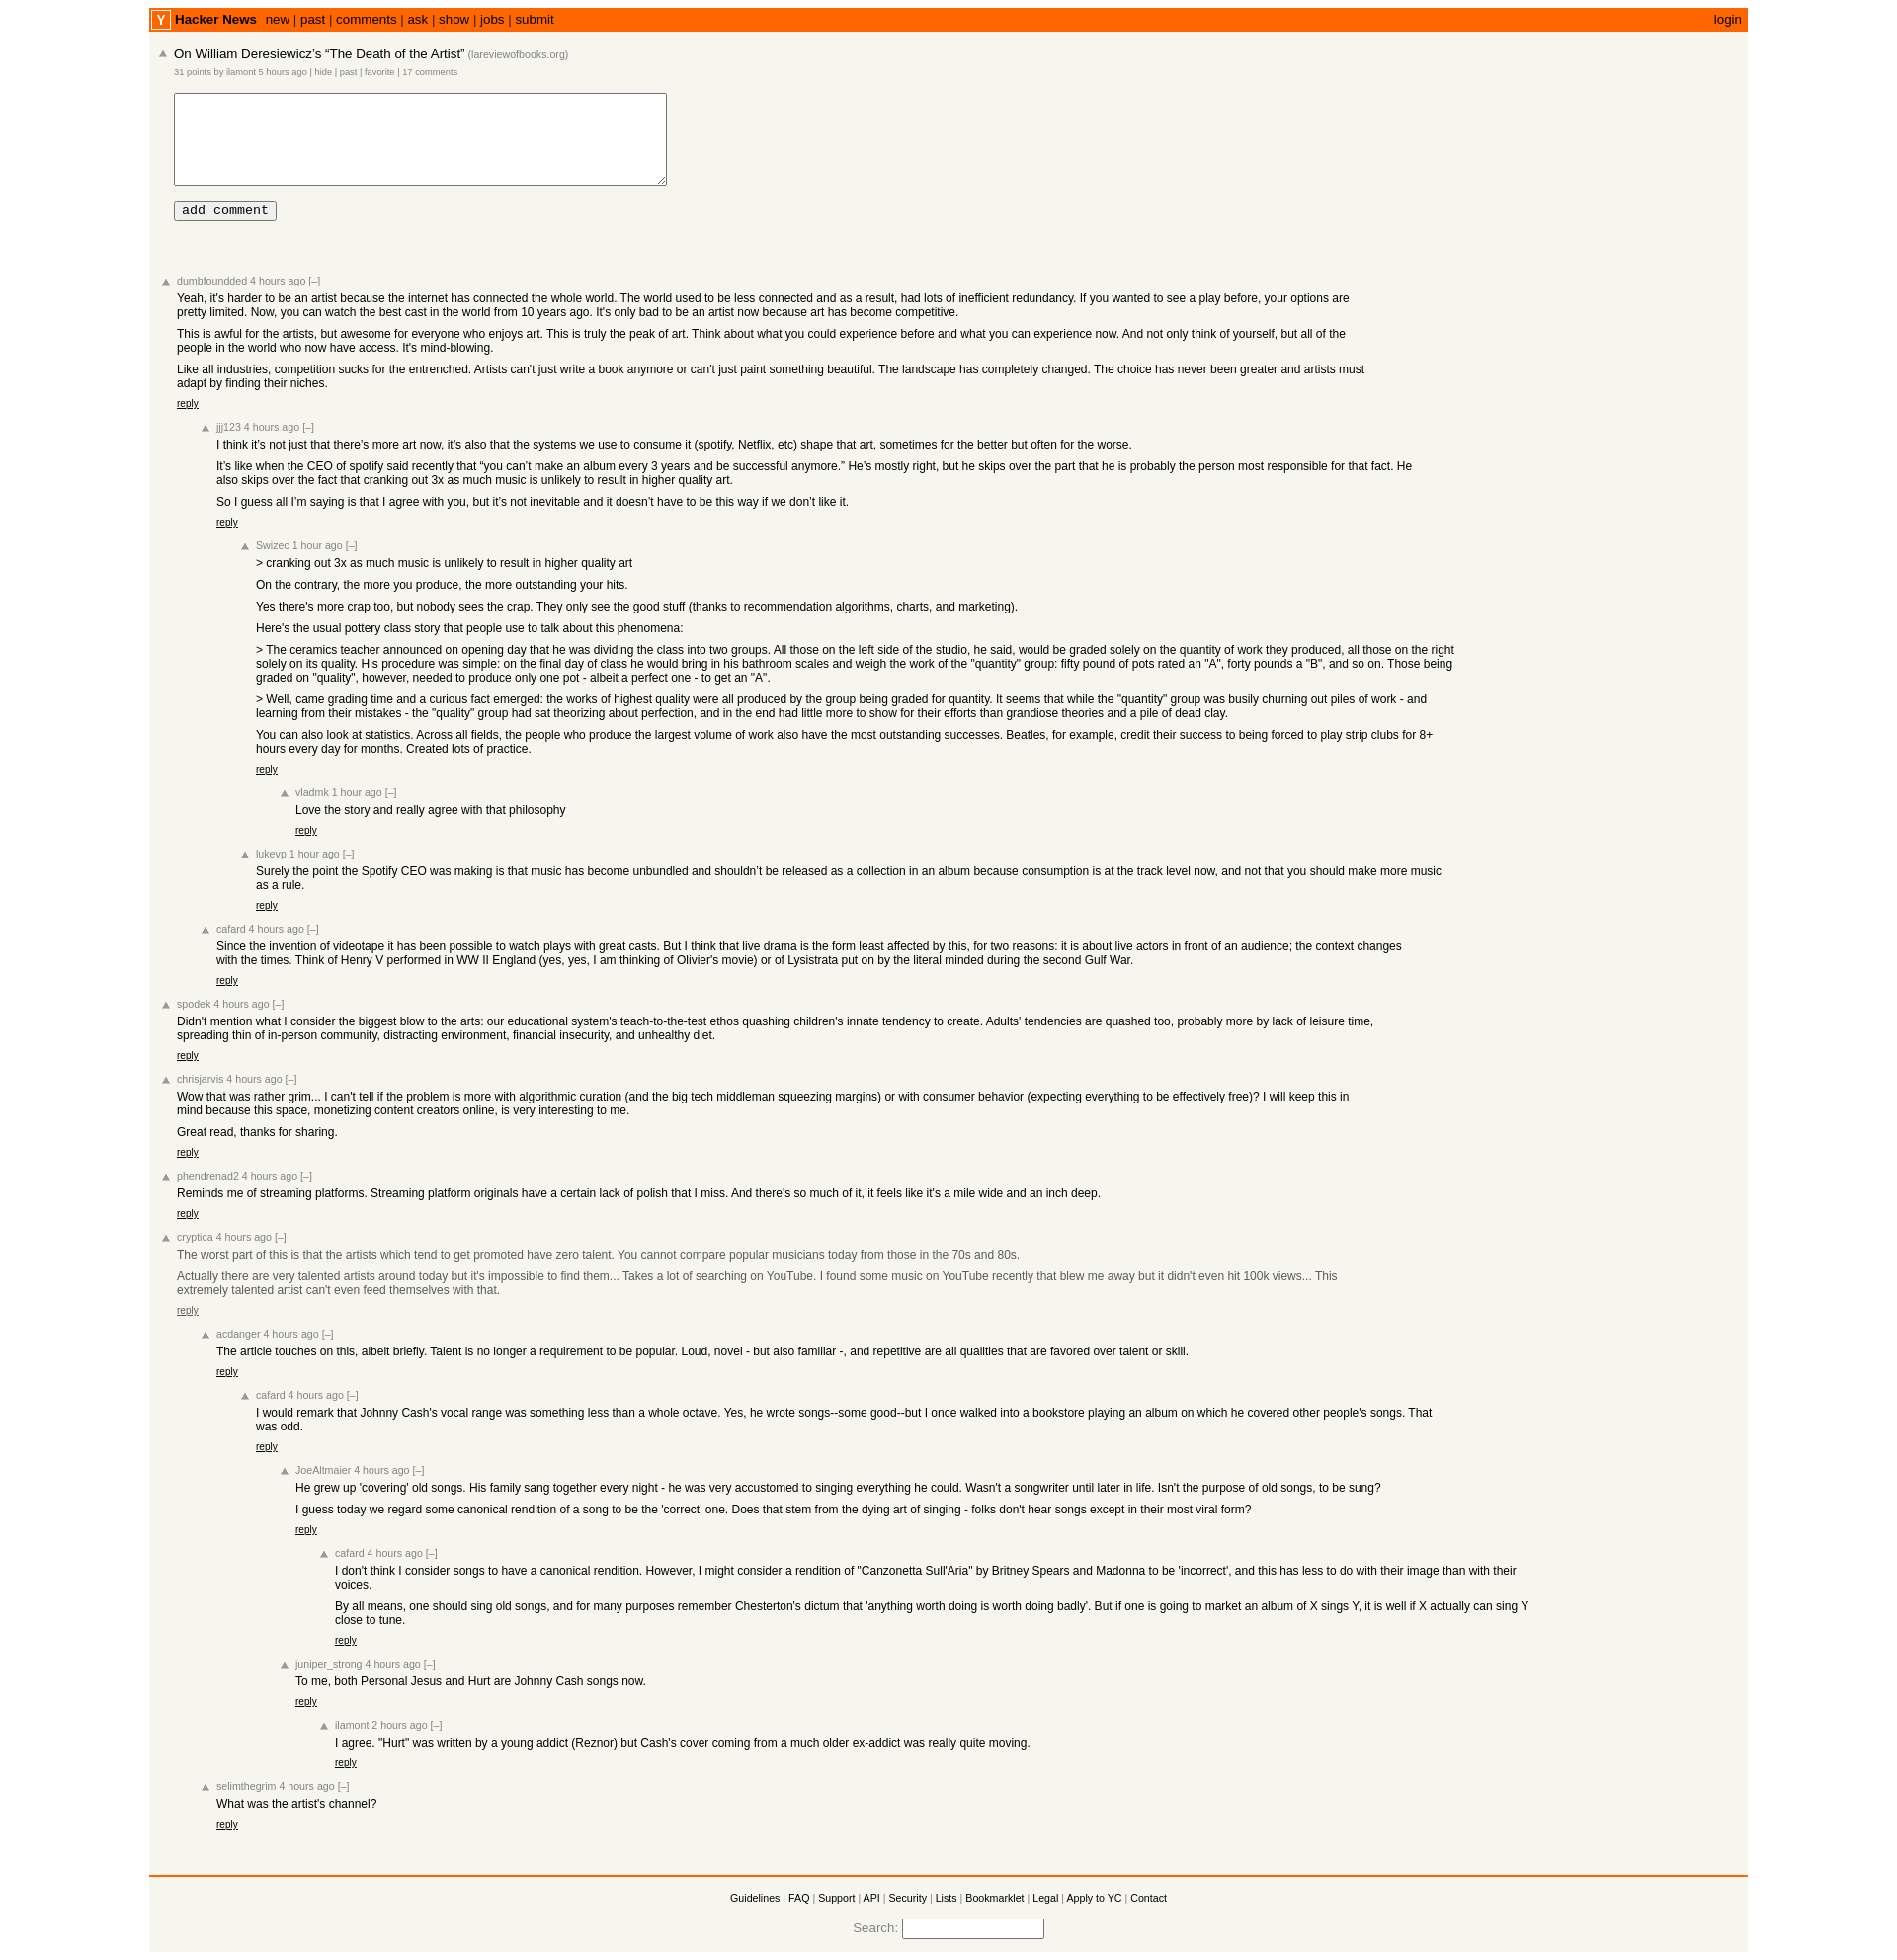 Y Hacker News new | past | comments | ask | show | jobs | submit login
On William Deresiewicz’s “The Death of the Artist” (lareviewofbooks.org)
31 points by ilamont 5 hours ago | hide | past | favorite | 17 comments
add comment
dumbfoundded 4 hours ago [–]
Yeah, it's harder to be an artist because the internet has connected the whole world. The world used to be less connected and as a result, had lots of inefficient redundancy. If you wanted to see a play before, your options are
pretty limited. Now, you can watch the best cast in the world from 10 years ago. It's only bad to be an artist now because art has become competitive.
This is awful for the artists, but awesome for everyone who enjoys art. This is truly the peak of art. Think about what you could experience before and what you can experience now. And not only think of yourself, but all of the
people in the world who now have access. It's mind-blowing.
Like all industries, competition sucks for the entrenched. Artists can't just write a book anymore or can't just paint something beautiful. The landscape has completely changed. The choice has never been greater and artists must
adapt by finding their niches.
reply
jjj123 4 hours ago [–]
I think it’s not just that there’s more art now, it’s also that the systems we use to consume it (spotify, Netflix, etc) shape that art, sometimes for the better but often for the worse.
It’s like when the CEO of spotify said recently that “you can’t make an album every 3 years and be successful anymore.” He’s mostly right, but he skips over the part that he is probably the person most responsible for that fact. He
also skips over the fact that cranking out 3x as much music is unlikely to result in higher quality art.
So I guess all I’m saying is that I agree with you, but it’s not inevitable and it doesn’t have to be this way if we don’t like it.
reply
Swizec 1 hour ago [–]
> cranking out 3x as much music is unlikely to result in higher quality art
On the contrary, the more you produce, the more outstanding your hits.
Yes there's more crap too, but nobody sees the crap. They only see the good stuff (thanks to recommendation algorithms, charts, and marketing).
Here's the usual pottery class story that people use to talk about this phenomena:
> The ceramics teacher announced on opening day that he was dividing the class into two groups. All those on the left side of the studio, he said, would be graded solely on the quantity of work they produced, all those on the right
solely on its quality. His procedure was simple: on the final day of class he would bring in his bathroom scales and weigh the work of the "quantity" group: fifty pound of pots rated an "A", forty pounds a "B", and so on. Those being
graded on "quality", however, needed to produce only one pot - albeit a perfect one - to get an "A".
> Well, came grading time and a curious fact emerged: the works of highest quality were all produced by the group being graded for quantity. It seems that while the "quantity" group was busily churning out piles of work - and
learning from their mistakes - the "quality" group had sat theorizing about perfection, and in the end had little more to show for their efforts than grandiose theories and a pile of dead clay.
You can also look at statistics. Across all fields, the people who produce the largest volume of work also have the most outstanding successes. Beatles, for example, credit their success to being forced to play strip clubs for 8+
hours every day for months. Created lots of practice.
reply
vladmk 1 hour ago [–]
Love the story and really agree with that philosophy
reply
lukevp 1 hour ago [–]
Surely the point the Spotify CEO was making is that music has become unbundled and shouldn’t be released as a collection in an album because consumption is at the track level now, and not that you should make more music
as a rule.
reply
cafard 4 hours ago [–]
Since the invention of videotape it has been possible to watch plays with great casts. But I think that live drama is the form least affected by this, for two reasons: it is about live actors in front of an audience; the context changes
with the times. Think of Henry V performed in WW II England (yes, yes, I am thinking of Olivier's movie) or of Lysistrata put on by the literal minded during the second Gulf War.
reply
spodek 4 hours ago [–]
Didn't mention what I consider the biggest blow to the arts: our educational system's teach-to-the-test ethos quashing children's innate tendency to create. Adults' tendencies are quashed too, probably more by lack of leisure time,
spreading thin of in-person community, distracting environment, financial insecurity, and unhealthy diet.
reply
chrisjarvis 4 hours ago [–]
Wow that was rather grim... I can't tell if the problem is more with algorithmic curation (and the big tech middleman squeezing margins) or with consumer behavior (expecting everything to be effectively free)? I will keep this in
mind because this space, monetizing content creators online, is very interesting to me.
Great read, thanks for sharing.
reply
phendrenad2 4 hours ago [–]
Reminds me of streaming platforms. Streaming platform originals have a certain lack of polish that I miss. And there's so much of it, it feels like it's a mile wide and an inch deep.
reply
cryptica 4 hours ago [–]
The worst part of this is that the artists which tend to get promoted have zero talent. You cannot compare popular musicians today from those in the 70s and 80s.
Actually there are very talented artists around today but it's impossible to find them... Takes a lot of searching on YouTube. I found some music on YouTube recently that blew me away but it didn't even hit 100k views... This
extremely talented artist can't even feed themselves with that.
reply
acdanger 4 hours ago [–]
The article touches on this, albeit briefly. Talent is no longer a requirement to be popular. Loud, novel - but also familiar -, and repetitive are all qualities that are favored over talent or skill.
reply
cafard 4 hours ago [–]
I would remark that Johnny Cash's vocal range was something less than a whole octave. Yes, he wrote songs--some good--but I once walked into a bookstore playing an album on which he covered other people's songs. That
was odd.
reply
JoeAltmaier 4 hours ago [–]
He grew up 'covering' old songs. His family sang together every night - he was very accustomed to singing everything he could. Wasn't a songwriter until later in life. Isn't the purpose of old songs, to be sung?
I guess today we regard some canonical rendition of a song to be the 'correct' one. Does that stem from the dying art of singing - folks don't hear songs except in their most viral form?
reply
cafard 4 hours ago [–]
I don't think I consider songs to have a canonical rendition. However, I might consider a rendition of "Canzonetta Sull'Aria" by Britney Spears and Madonna to be 'incorrect', and this has less to do with their image than with their
voices.
By all means, one should sing old songs, and for many purposes remember Chesterton's dictum that 'anything worth doing is worth doing badly'. But if one is going to market an album of X sings Y, it is well if X actually can sing Y
close to tune.
reply
juniper_strong 4 hours ago [–]
To me, both Personal Jesus and Hurt are Johnny Cash songs now.
reply
ilamont 2 hours ago [–]
I agree. "Hurt" was written by a young addict (Reznor) but Cash's cover coming from a much older ex-addict was really quite moving.
reply
selimthegrim 4 hours ago [–]
What was the artist's channel?
reply
Guidelines | FAQ | Support | API | Security | Lists | Bookmarklet | Legal | Apply to YC | Contact
Search: